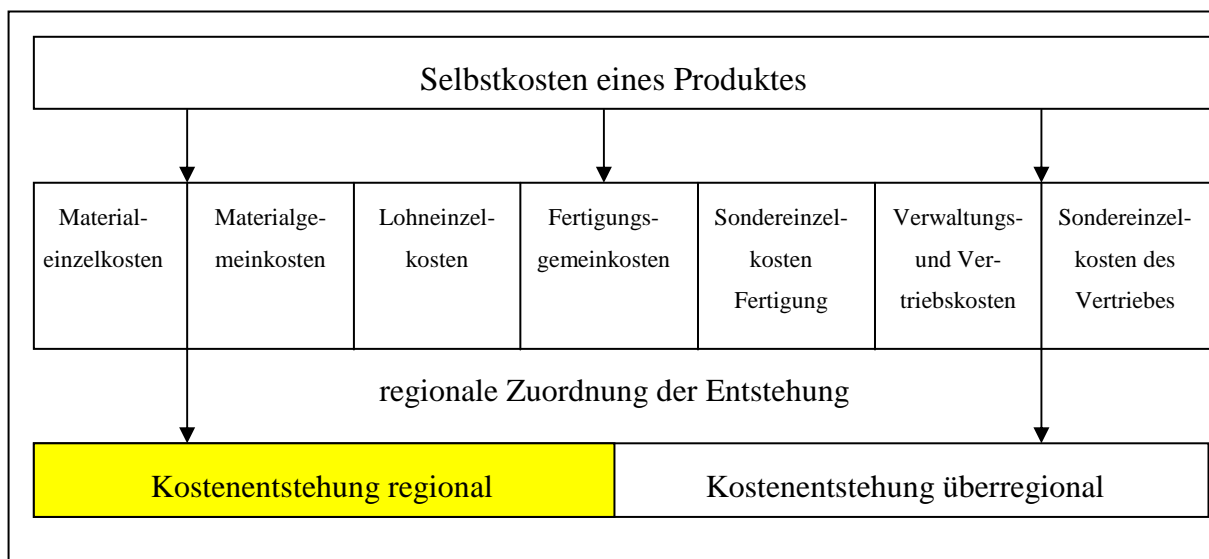 Selbstkosten eines Produktes
Material-
einzelkosten
Materialge-
meinkosten
Lohneinzel-
kosten
Fertigungs-
gemeinkosten
Sondereinzel-
kosten
Fertigung
Verwaltungs-
und Ver-
triebskosten
Sondereinzel-
kosten des
Vertriebes
regionale Zuordnung der Entstehung
Kostenentstehung regional
Kostenentstehung überregional